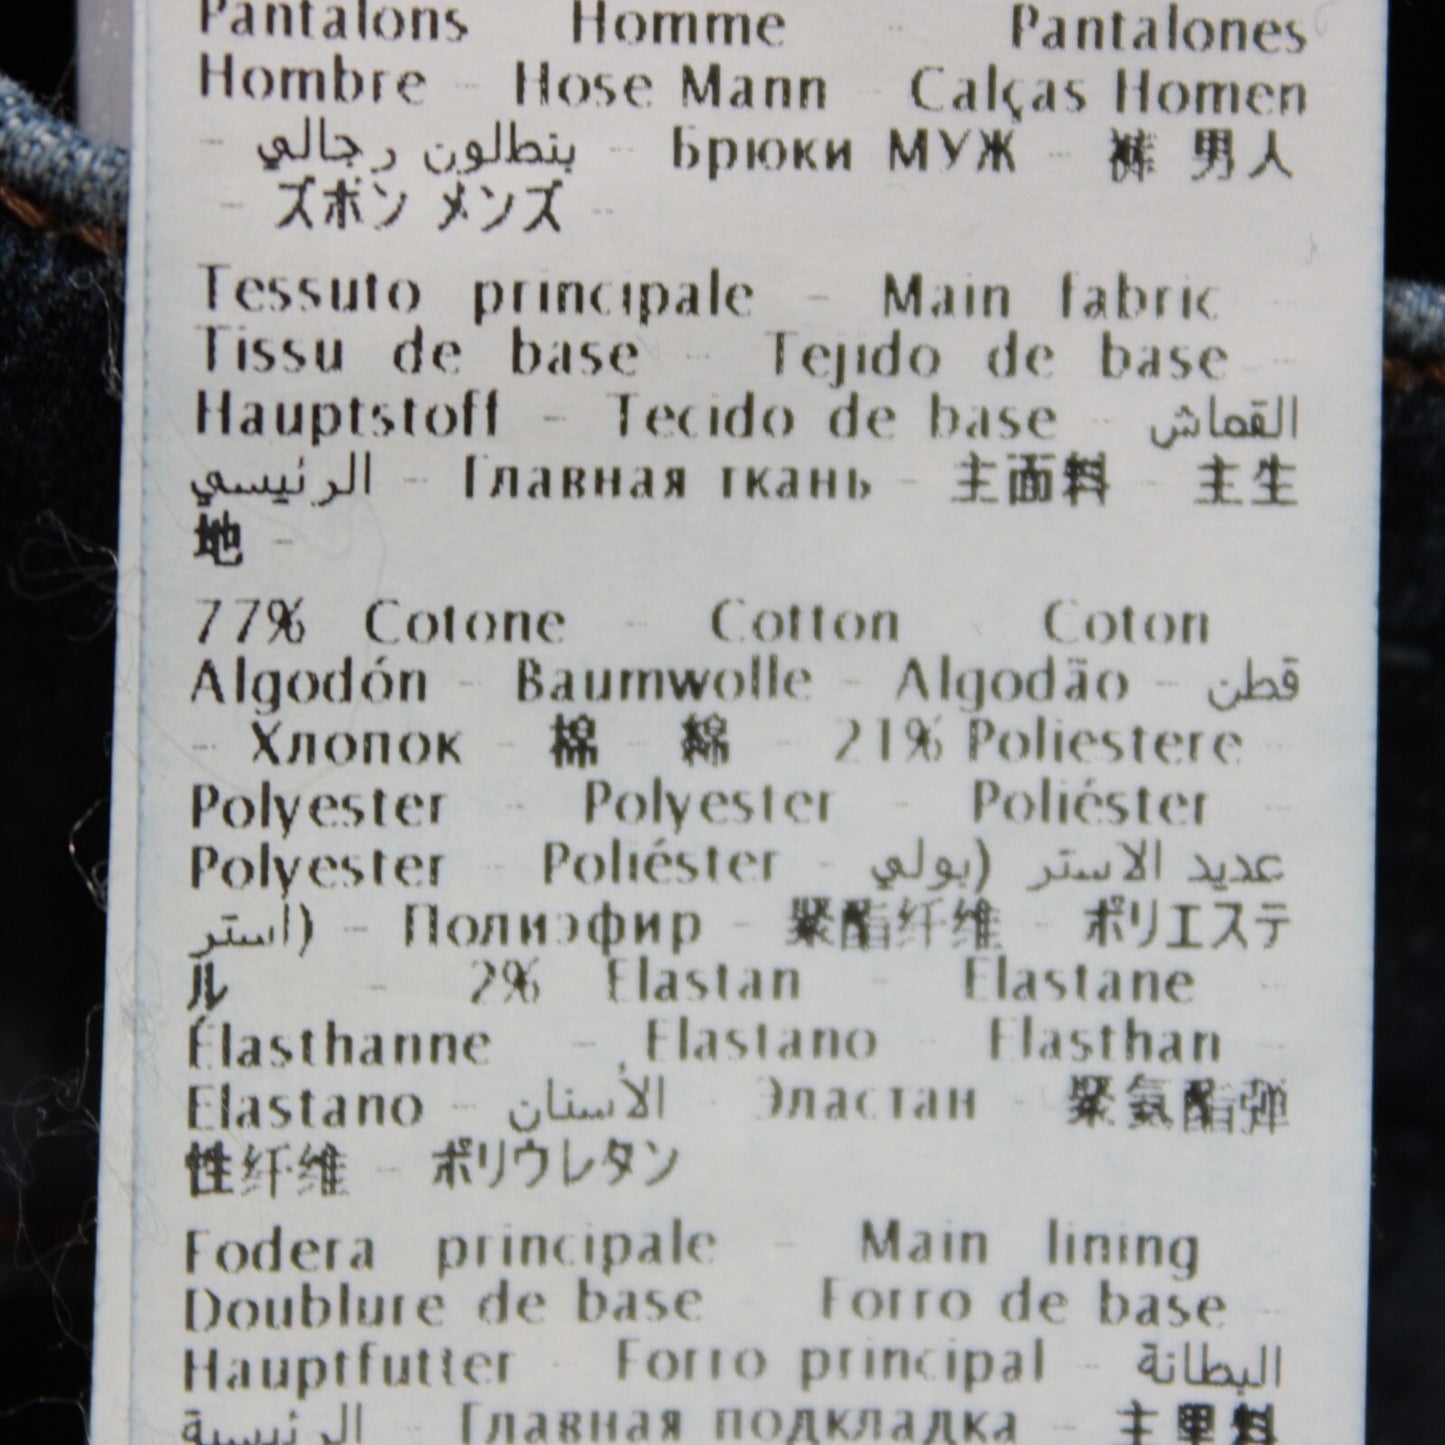 Pantalons Homme Pantalones
Hombre - Hose Mann - Calças Homen
- بنطلون رجالي - Брюки МУЖ - 裤 男人
- ズボン メンズ -
Tessuto principale - Main fabric -
Tissu de base - Tejido de base -
Hauptstoff - Tecido de base - القماش
الرئيسي - Главная ткань - 主面料 - 主生
地 -
77% Cotone - Cotton Coton
Algodón - Baumwolle - Algodão - قطن
- Хлопок - 棉 - 綿 - 21% Poliestere -
Polyester - Polyester - Poliéster -
Polyester - Poliéster - عديد الاستر (بولي
استر) - Полиэфир - 聚酯纤维 - ポリエステ
ル - 2% Elastan - Elastane -
Élasthanne - Elastano - Elasthan -
Elastano - الأستان - Эластан - 聚氨酯弹
性纤维 - ポリウレタン
Fodera principale - Main lining
Doublure de base - Forro de base -
Hauptfutter - Forro principal - البطانة
الرئيسية - Главная подкладка - 主里料